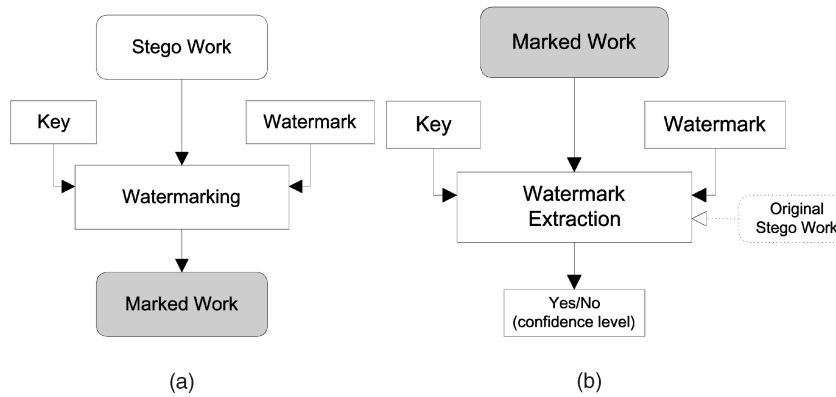 Stego Work
Key
Watermark
Watermarking
Marked Work
(a)
Marked Work
Key
Watermark
Watermark
Extraction
Original
Stego Work
Yes/No
(confidence level)
(b)